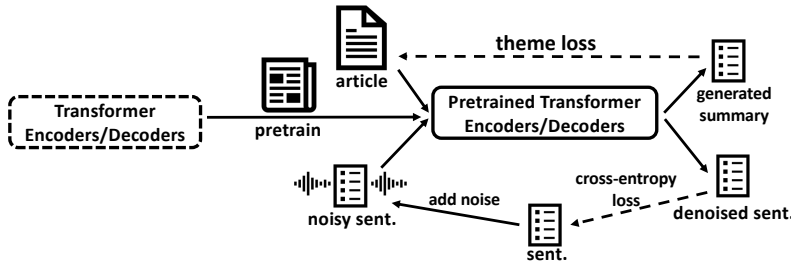 theme loss
article
Transformer
Encoders/Decoders
pretrain
Pretrained Transformer
Encoders/Decoders
generated
summary
noisy sent.
add noise
sent.
cross-entropy
loss
denoised sent.